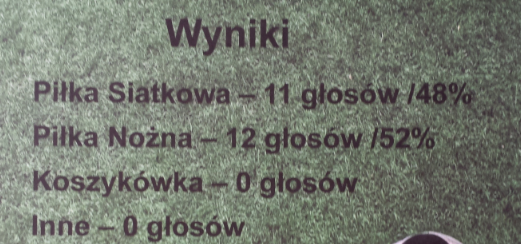 Wyniki
Piłka Siatkowa – 11 głosów /48%
Piłka Nożna – 12 głosów /52%
Koszykówka – 0 głosów
Inne – 0 głosów